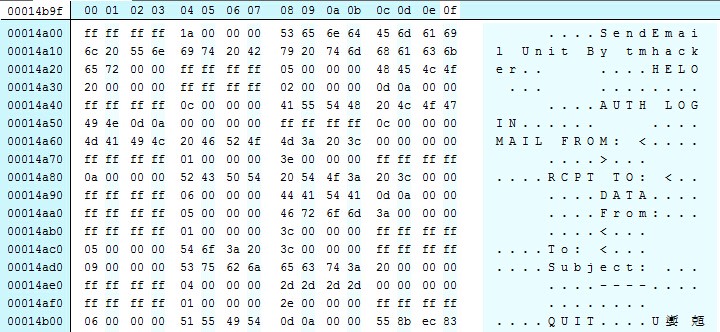 00014b9f 00 01 02 03 04 05 06 07 08 09 0a 0b 0c 0d 0e 0f
00014a00 ff ff ff ff 1a 00 00 00 53 65 6e 64 45 6d 61 69 ....SendEmai
00014a10 6c 20 55 6e 69 74 20 42 79 20 74 6d 68 61 63 6b l Unit By tmhack
00014a20 65 72 00 00 ff ff ff ff 05 00 00 00 48 45 4c 4f er.. ....HELO
00014a30 20 00 00 00 ff ff ff ff 02 00 00 00 0d 0a 00 00 ... ........
00014a40 ff ff ff ff 0c 00 00 00 41 55 54 48 20 4c 4f 47 ....AUTH LOG
00014a50 49 4e 0d 0a 00 00 00 00 ff ff ff ff 0c 00 00 00 IN...... ....
00014a60 4d 41 49 4c 20 46 52 4f 4d 3a 20 3c 00 00 00 00 MAIL FROM: <....
00014a70 ff ff ff ff 01 00 00 00 3e 00 00 00 ff ff ff ff ....>...
00014a80 0a 00 00 00 52 43 50 54 20 54 4f 3a 20 3c 00 00 ....RCPT TO: <..
00014a90 ff ff ff ff 06 00 00 00 44 41 54 41 0d 0a 00 00 ....DATA....
00014aa0 ff ff ff ff 05 00 00 00 46 72 6f 6d 3a 00 00 00 ....From:...
00014ab0 ff ff ff ff 01 00 00 00 3c 00 00 00 ff ff ff ff ....<...
00014ac0 05 00 00 00 54 6f 3a 20 3c 00 00 00 ff ff ff ff ....To: <...
00014ad0 09 00 00 00 53 75 62 6a 65 63 74 3a 20 00 00 00 ....Subject: ...
00014ae0 ff ff ff ff 04 00 00 00 2d 2d 2d 2d 00 00 00 00 ....----....
00014af0 ff ff ff ff 01 00 00 00 2e 00 00 00 ff ff ff ff ........
00014b00 06 00 00 00 51 55 49 54 0d 0a 00 00 55 8b ec 83 ....QUIT....U